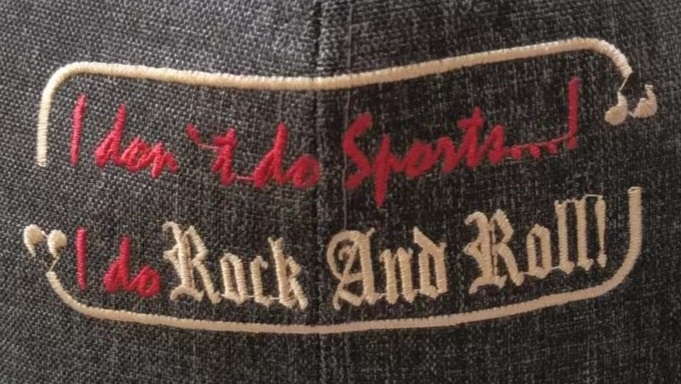 I don't do Sports...!
I do Rock And Roll!